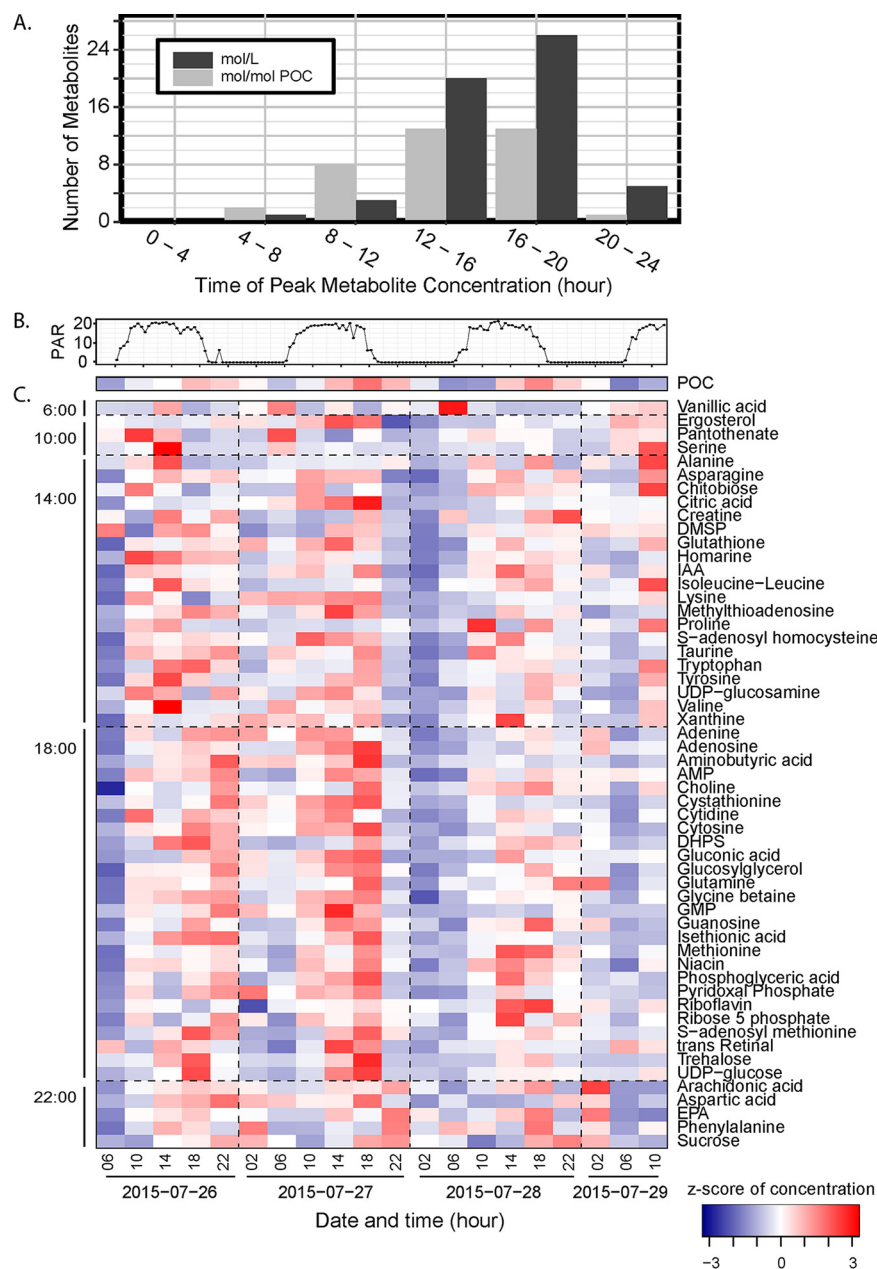 A.
Number of Metabolites
24
16
8
0
mol/L
mol/mol POC
0 – 4
4 – 8
8 – 12
12 – 16
16 – 20
20 – 24
Time of Peak Metabolite Concentration (hour)
B.
PAR
20
10
0
POC
C.
6:00
10:00
14:00
18:00
22:00
Vanillic acid
Ergosterol
Pantothenate
Serine
Alanine
Asparagine
Chitobiose
Citric acid
Creatine
DMSP
Glutathione
Homarine
IAA
Isoleucine−Leucine
Lysine
Methylthioadenosine
Proline
S−adenosyl homocysteine
Taurine
Tryptophan
Tyrosine
UDP−glucosamine
Valine
Xanthine
Adenine
Adenosine
Aminobutyric acid
AMP
Choline
Cystathionine
Cytidine
Cytosine
DHPS
Gluconic acid
Glucosylglycerol
Glutamine
Glycine betaine
GMP
Guanosine
Isethionic acid
Methionine
Niacin
Phosphoglyceric acid
Pyridoxal Phosphate
Riboflavin
Ribose 5 phosphate
S−adenosyl methionine
trans Retinal
Trehalose
UDP−glucose
Arachidonic acid
Aspartic acid
EPA
Phenylalanine
Sucrose
06 10 14 18 22 02 06 10 14 18 22 02 06 10 14 18 22 02 06 10
2015−07−26 2015−07−27 2015−07−28 2015−07−29
Date and time (hour)
z−score of concentration
−3 0 3